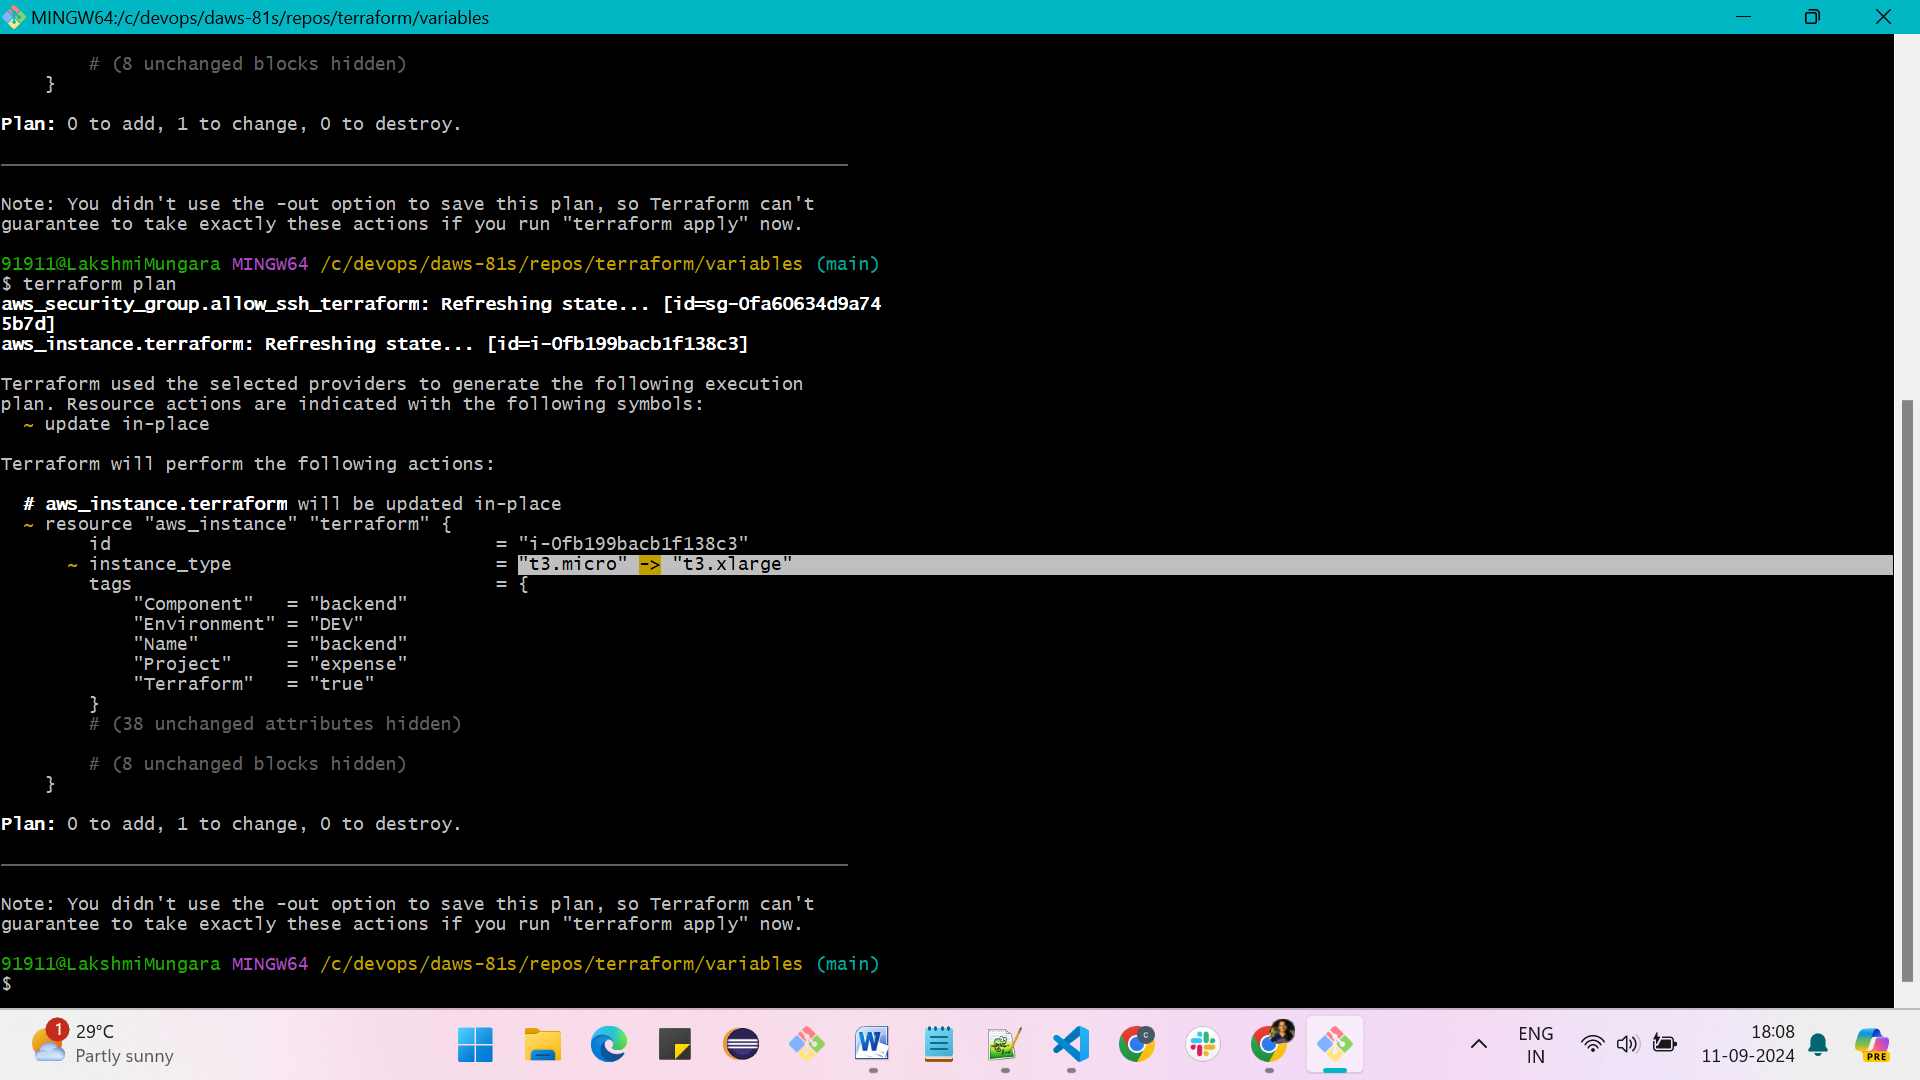 MINGW64:/c/devops/daws-81s/repos/terraform/variables
# (8 unchanged blocks hidden)
}
Plan: 0 to add, 1 to change, 0 to destroy.
Note: You didn't use the -out option to save this plan, so Terraform can't
guarantee to take exactly these actions if you run "terraform apply" now.
91911@LakshmiMungara MINGW64 /c/devops/daws-81s/repos/terraform/variables (main)
$ terraform plan
aws_security_group.allow_ssh_terraform: Refreshing state... [id=sg-0fa60634d9a74
5b7d]
aws_instance.terraform: Refreshing state... [id=i-0fb199bacb1f138c3]
Terraform used the selected providers to generate the following execution
plan. Resource actions are indicated with the following symbols:
~ update in-place
Terraform will perform the following actions:
# aws_instance.terraform will be updated in-place
~ resource "aws_instance" "terraform" {
id = "i-0fb199bacb1f138c3"
~ instance_type = "t3.micro" -> "t3.xlarge"
tags = {
"Component" = "backend"
"Environment" = "DEV"
"Name" = "backend"
"Project" = "expense"
"Terraform" = "true"
}
# (38 unchanged attributes hidden)
# (8 unchanged blocks hidden)
}
Plan: 0 to add, 1 to change, 0 to destroy.
Note: You didn't use the -out option to save this plan, so Terraform can't
guarantee to take exactly these actions if you run "terraform apply" now.
91911@LakshmiMungara MINGW64 /c/devops/daws-81s/repos/terraform/variables (main)
$
1
29°C
Partly sunny
W
C
ENG
IN
18:08
11-09-2024
PRE